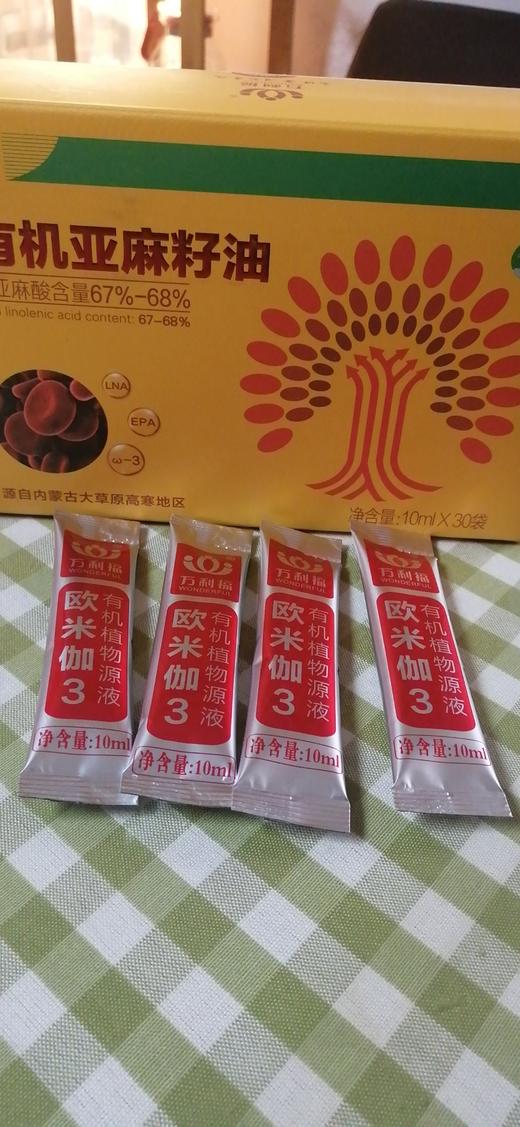 有机亚麻籽油
亚麻酸含量67%-68%
linolenic acid content: 67-68%
LNA
EPA
ω-3
源自内蒙古大草原高寒地区
净含量:10ml X 30袋
万利福
WONDERFUL
欧米伽3
有机植物源液
净含量:10ml
万利福
WONDERFUL
欧米伽3
有机植物源液
净含量:10ml
万利福
WONDERFUL
欧米伽3
有机植物源液
净含量:10ml
万利福
WONDERFUL
欧米伽3
有机植物源液
净含量:10ml